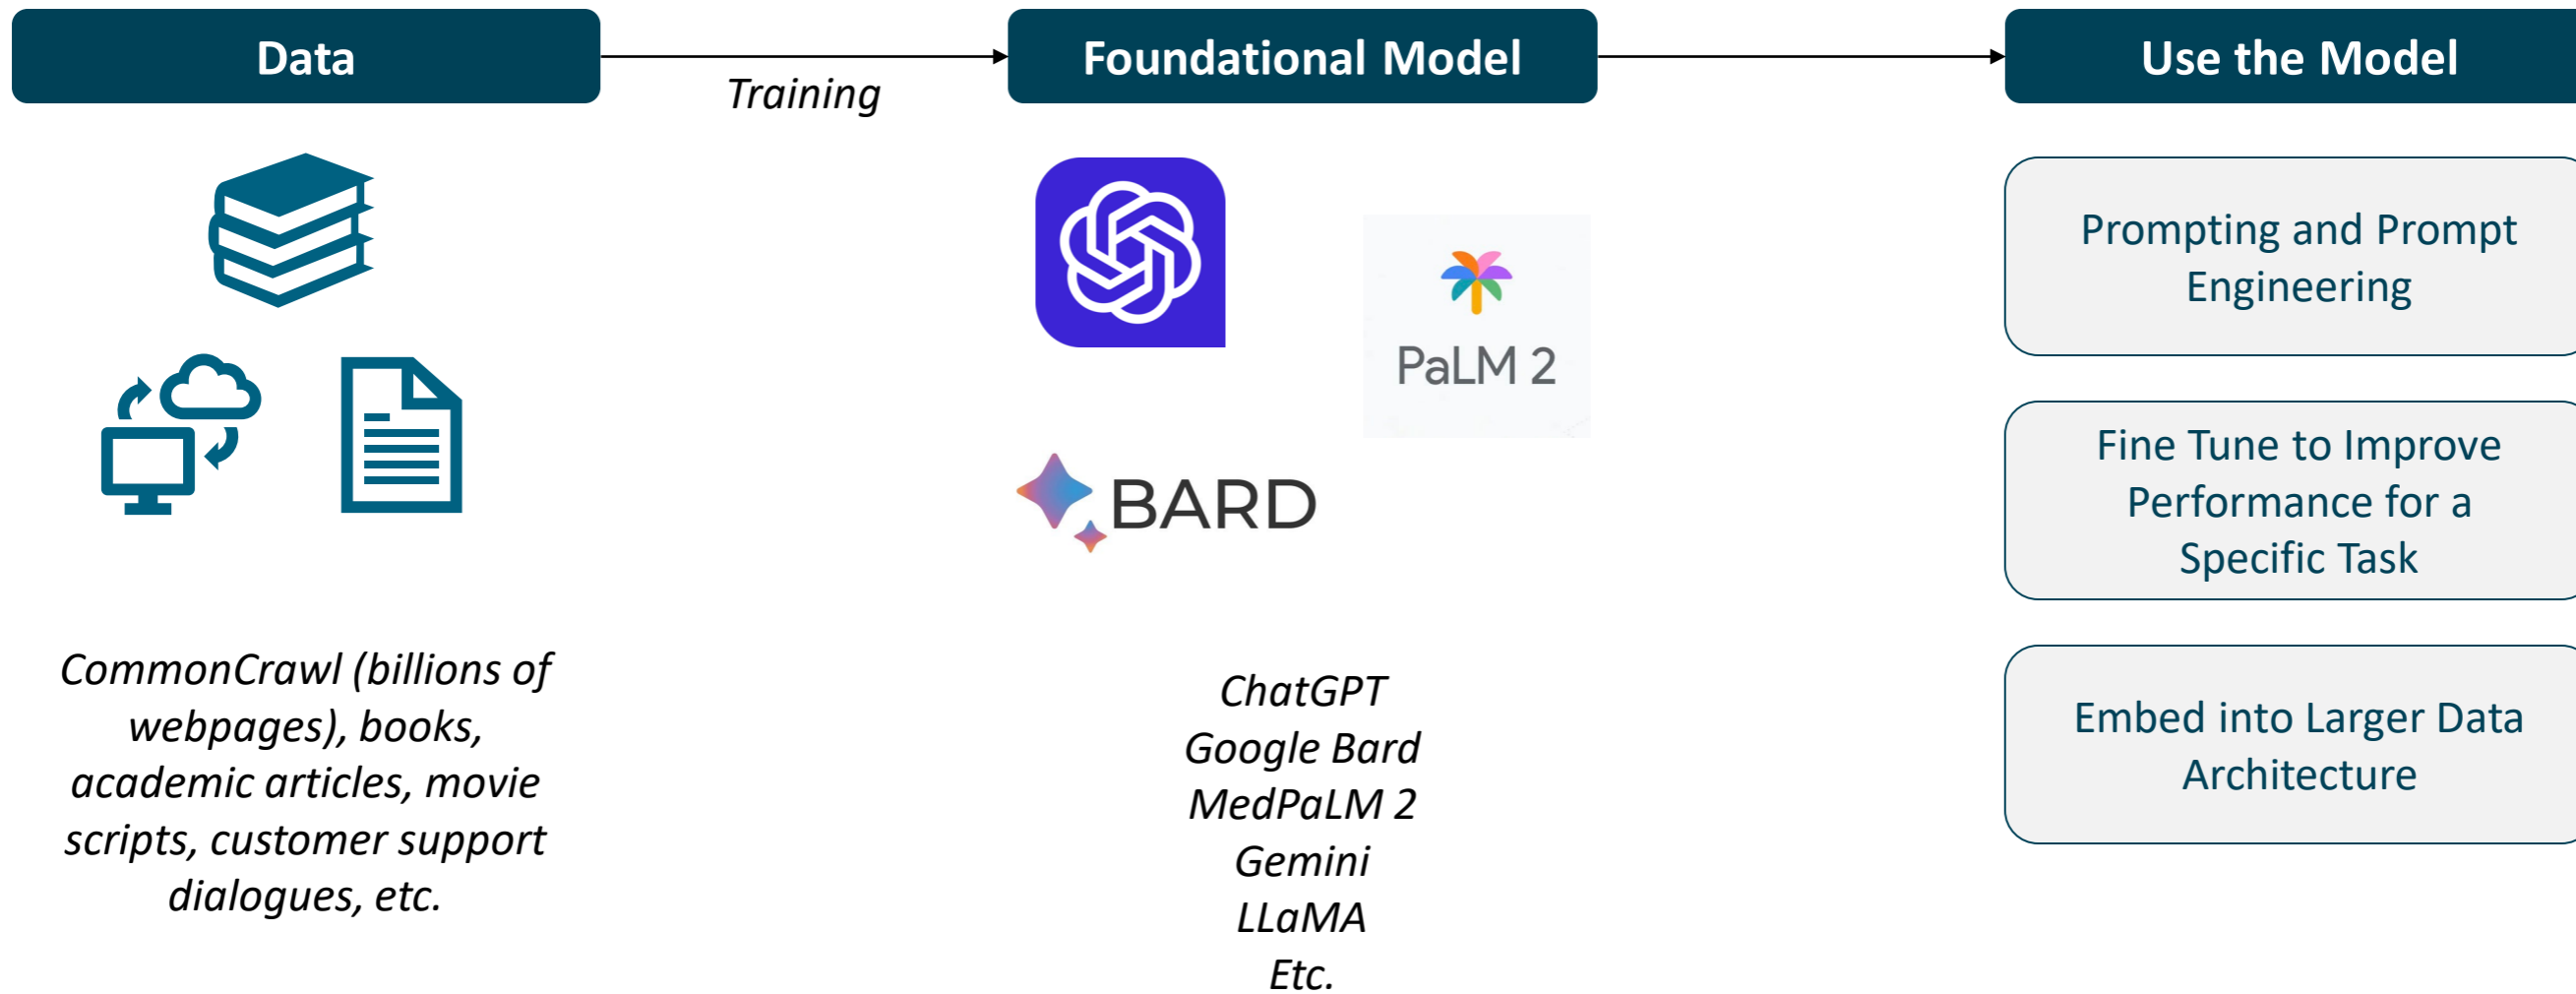 Data
Training
Foundational Model
Use the Model
CommonCrawl (billions of
webpages), books,
academic articles, movie
scripts, customer support
dialogues, etc.
PaLM 2
BARD
ChatGPT
Google Bard
MedPaLM 2
Gemini
LLaMA
Etc.
Prompting and Prompt
Engineering
Fine Tune to Improve
Performance for a
Specific Task
Embed into Larger Data
Architecture